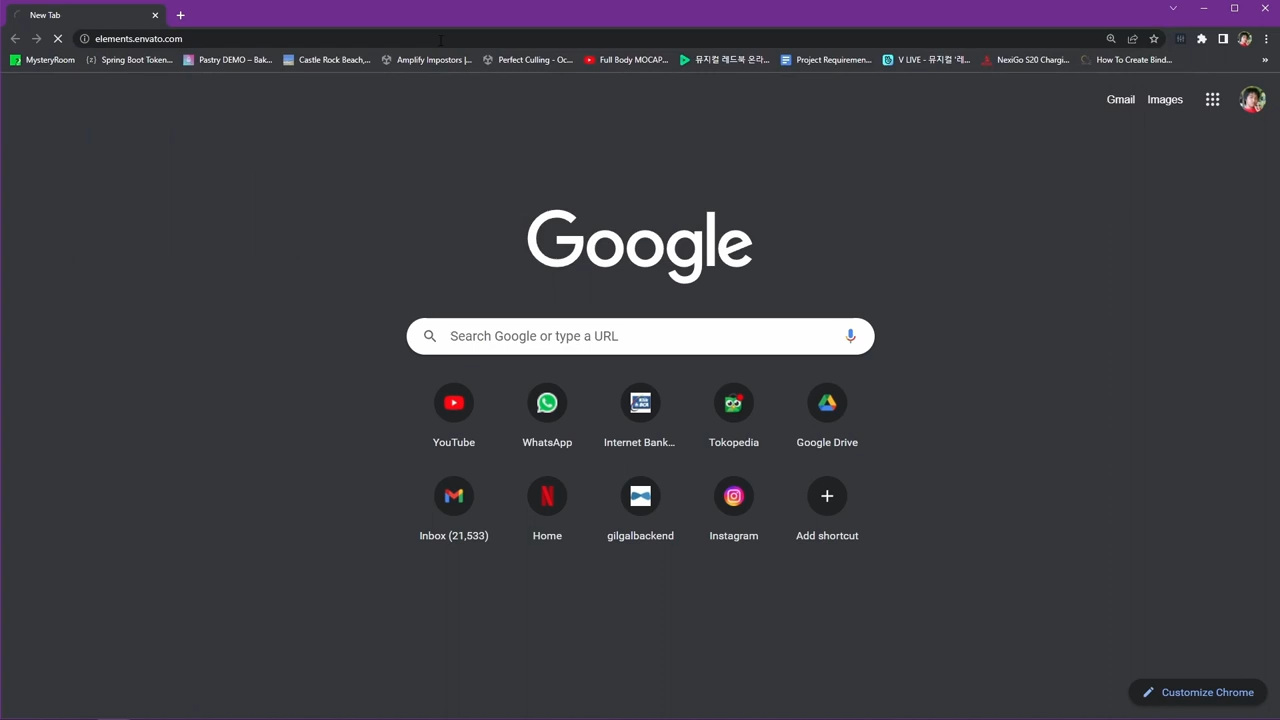 New Tab
elements.envato.com
MysteryRoom
Spring Boot Token...
Pastry DEMO – Bak...
Castle Rock Beach,...
Amplify Impostors |...
Perfect Culling - Oc...
Full Body MOCAP...
뮤지컬 레드북 온라...
Project Requiremen...
V LIVE - 뮤지컬 '레...
NexiGo S20 Chargi...
How To Create Bind...
»
Gmail
Images
Google
Search Google or type a URL
YouTube
WhatsApp
Internet Bank...
Tokopedia
Google Drive
Inbox (21,533)
Home
gilgalbackend
Instagram
Add shortcut
Customize Chrome